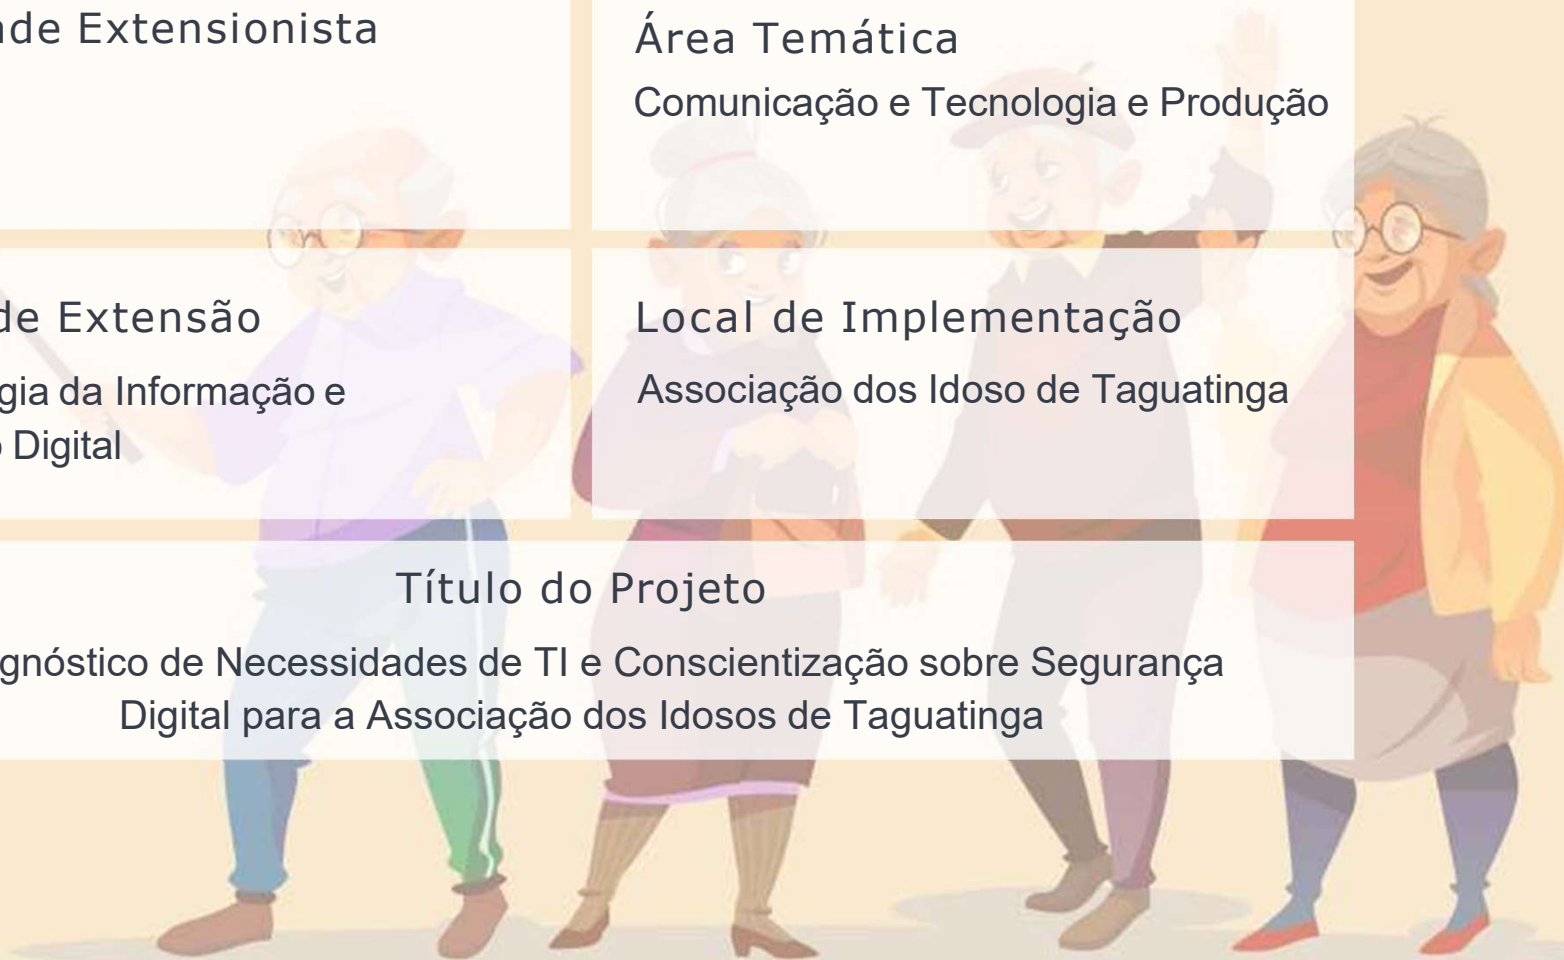 ade Extensionista
Área Temática
Comunicação e Tecnologia e Produção
de Extensão
gia da Informação e
o Digital
Local de Implementação
Associação dos Idoso de Taguatinga
Título do Projeto
gnóstico de Necessidades de TI e Conscientização sobre Segurança
Digital para a Associação dos Idosos de Taguatinga